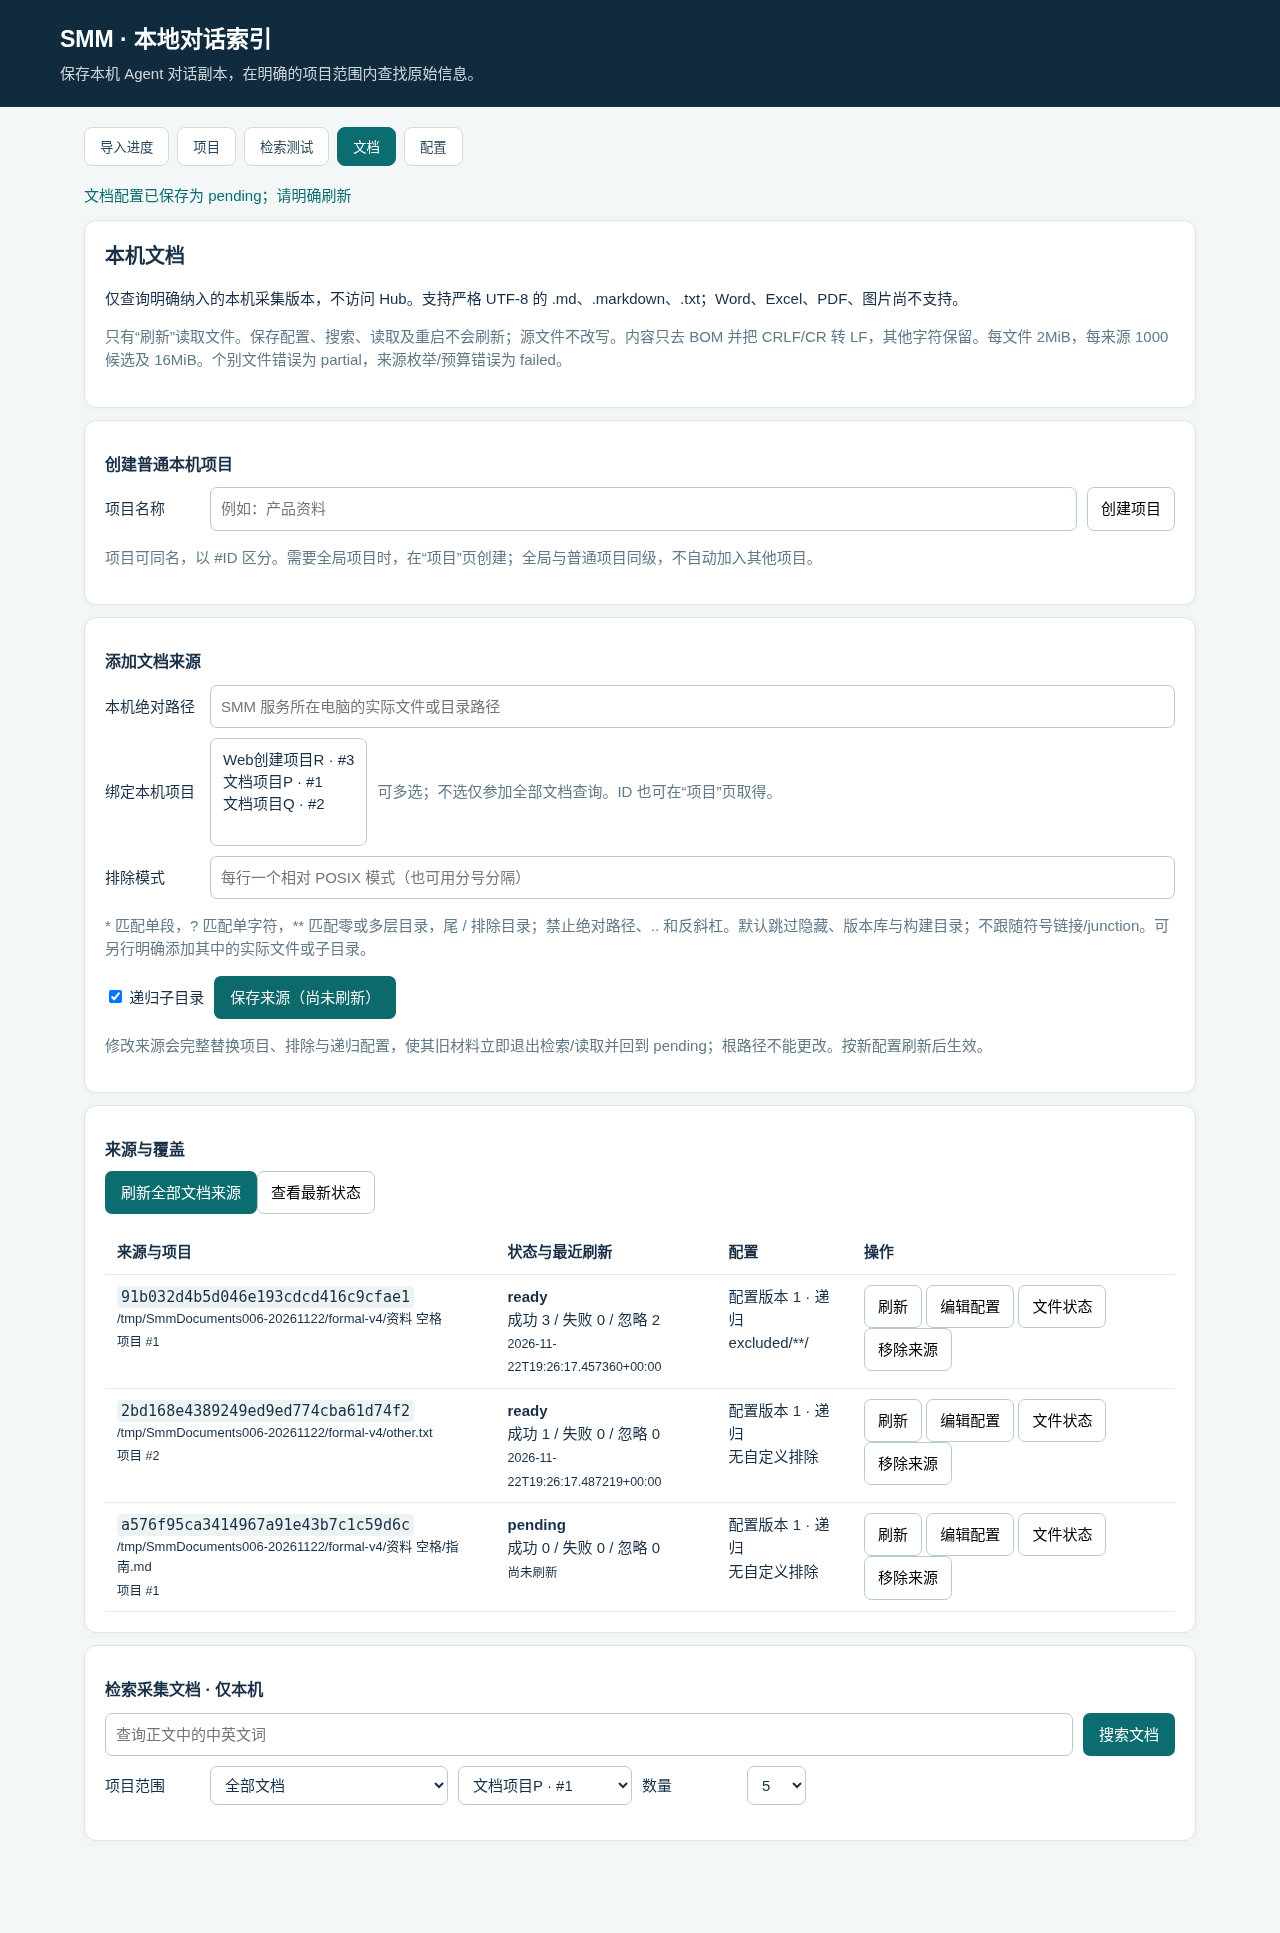 SMM · 本地对话索引
保存本机 Agent 对话副本，在明确的项目范围内查找原始信息。
导入进度 项目 检索测试 文档 配置
文档配置已保存为 pending；请明确刷新
本机文档
仅查询明确纳入的本机采集版本，不访问 Hub。支持严格 UTF-8 的 .md、.markdown、.txt；Word、Excel、PDF、图片尚不支持。
只有“刷新”读取文件。保存配置、搜索、读取及重启不会刷新；源文件不改写。内容只去 BOM 并把 CRLF/CR 转 LF，其他字符保留。每文件 2MiB，每来源 1000
候选及 16MiB。个别文件错误为 partial，来源枚举/预算错误为 failed。
创建普通本机项目
项目名称 例如：产品资料 创建项目
项目可同名，以 #ID 区分。需要全局项目时，在“项目”页创建；全局与普通项目同级，不自动加入其他项目。
添加文档来源
本机绝对路径 SMM 服务所在电脑的实际文件或目录路径
Web创建项目R · #3
文档项目P · #1
绑定本机项目 可多选；不选仅参加全部文档查询。ID 也可在“项目”页取得。
文档项目Q · #2
排除模式 每行一个相对 POSIX 模式（也可用分号分隔）
* 匹配单段，? 匹配单字符，** 匹配零或多层目录，尾 / 排除目录；禁止绝对路径、.. 和反斜杠。默认跳过隐藏、版本库与构建目录；不跟随符号链接/junction。可
另行明确添加其中的实际文件或子目录。
递归子目录 保存来源（尚未刷新）
修改来源会完整替换项目、排除与递归配置，使其旧材料立即退出检索/读取并回到 pending；根路径不能更改。按新配置刷新后生效。
来源与覆盖
刷新全部文档来源 查看最新状态
来源与项目 状态与最近刷新 配置 操作
91b032d4b5d046e193cdcd416c9cfae1 ready 配置版本 1 · 递 刷新 编辑配置 文件状态
/tmp/SmmDocuments006-20261122/formal-v4/资料 空格 成功 3 / 失败 0 / 忽略 2 归
项目 #1 2026-11- excluded/**/ 移除来源
22T19:26:17.457360+00:00
2bd168e4389249ed9ed774cba61d74f2 ready 配置版本 1 · 递 刷新 编辑配置 文件状态
/tmp/SmmDocuments006-20261122/formal-v4/other.txt 成功 1 / 失败 0 / 忽略 0 归
项目 #2 2026-11- 无自定义排除 移除来源
22T19:26:17.487219+00:00
a576f95ca3414967a91e43b7c1c59d6c pending 配置版本 1 · 递 刷新 编辑配置 文件状态
/tmp/SmmDocuments006-20261122/formal-v4/资料 空格/指 成功 0 / 失败 0 / 忽略 0 归
南.md 尚未刷新 无自定义排除 移除来源
项目 #1
检索采集文档 · 仅本机
查询正文中的中英文词 搜索文档
项目范围 全部文档 文档项目P · #1 数量 5